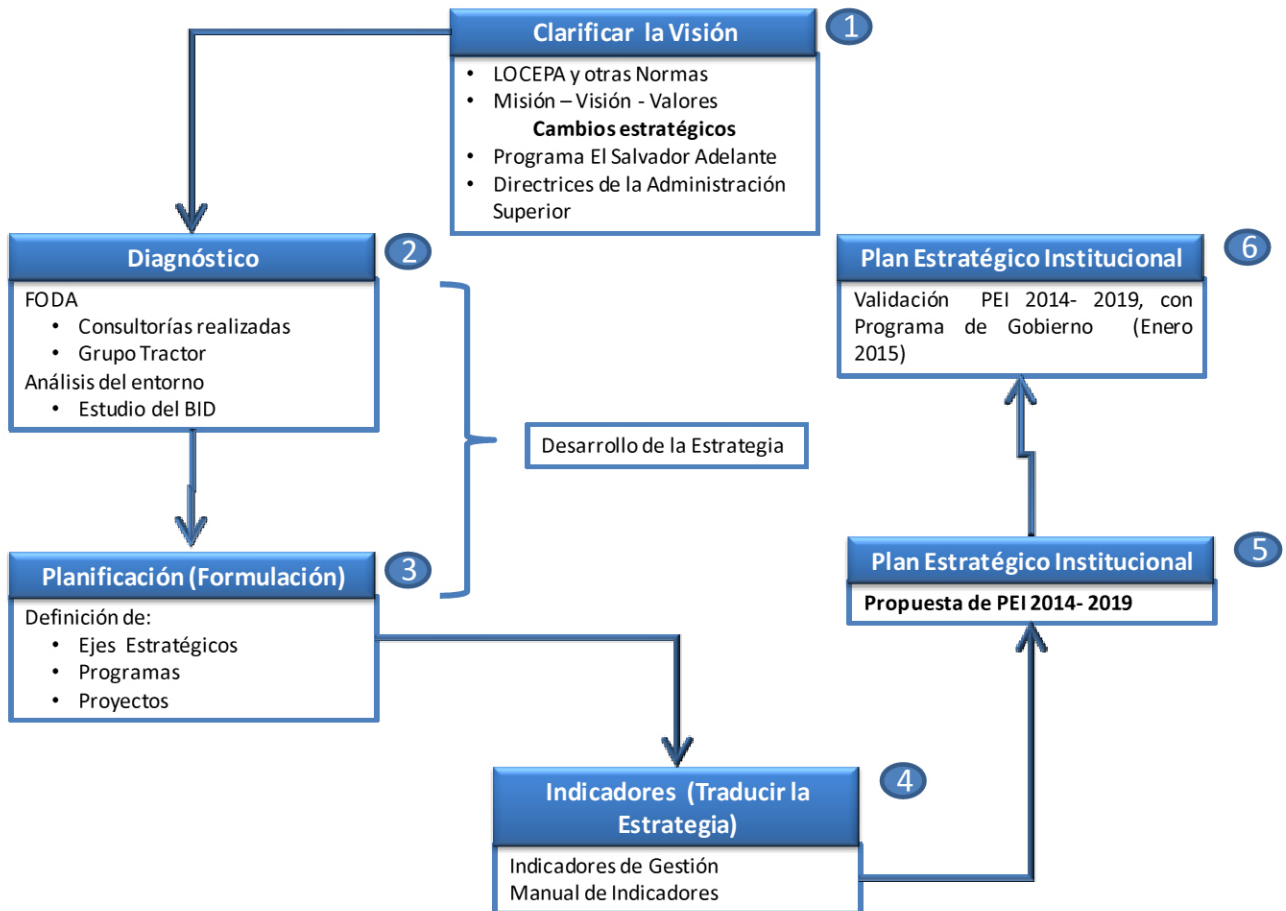 1
Clarificar la Visión
• LOCEPA y otras Normas
• Misión – Visión - Valores
Cambios estratégicos
• Programa El Salvador Adelante
• Directrices de la Administración
Superior
2
Diagnóstico
FODA
• Consultorías realizadas
• Grupo Tractor
Análisis del entorno
• Estudio del BID
Desarrollo de la Estrategia
3
Planificación (Formulación)
Definición de:
• Ejes Estratégicos
• Programas
• Proyectos
4
Indicadores (Traducir la
Estrategia)
Indicadores de Gestión
Manual de Indicadores
5
Plan Estratégico Institucional
Propuesta de PEI 2014- 2019
6
Plan Estratégico Institucional
Validación PEI 2014- 2019, con
Programa de Gobierno (Enero
2015)